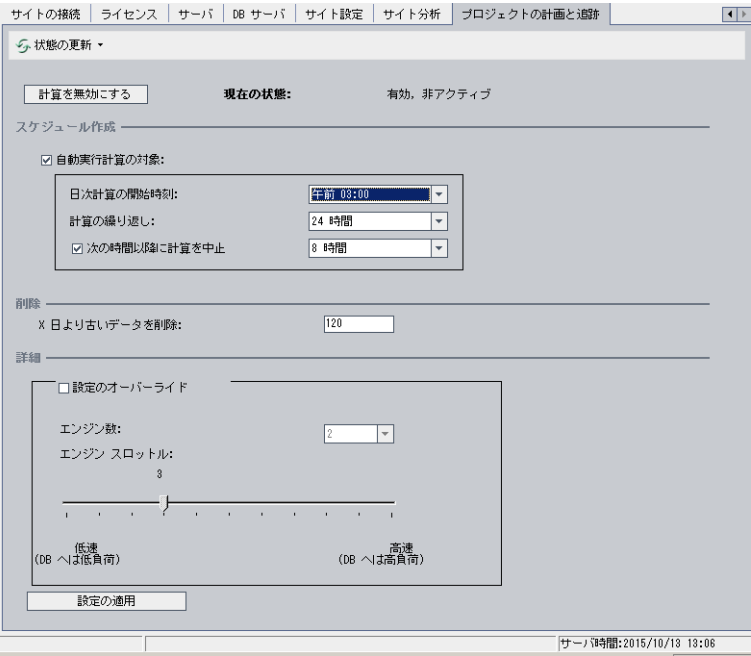 サイトの接続 ライセンス サーバ DB サーバ サイト設定 サイト分析 プロジェクトの計画と追跡
状態の更新
計算を無効にする 現在の状態: 有効, 非アクティブ
スケジュール作成
自動実行計算の対象:
日次計算の開始時刻: 午前 03:00
計算の繰り返し: 24 時間
次の時間以降に計算を中止 8 時間
削除
X 日より古いデータを削除: 120
詳細
設定のオーバーライド
エンジン数: 2
エンジン スロットル:
3
低速 高速
(DB へは低負荷) (DB へは高負荷)
設定の適用
サーバ時間:2015/10/13 13:06